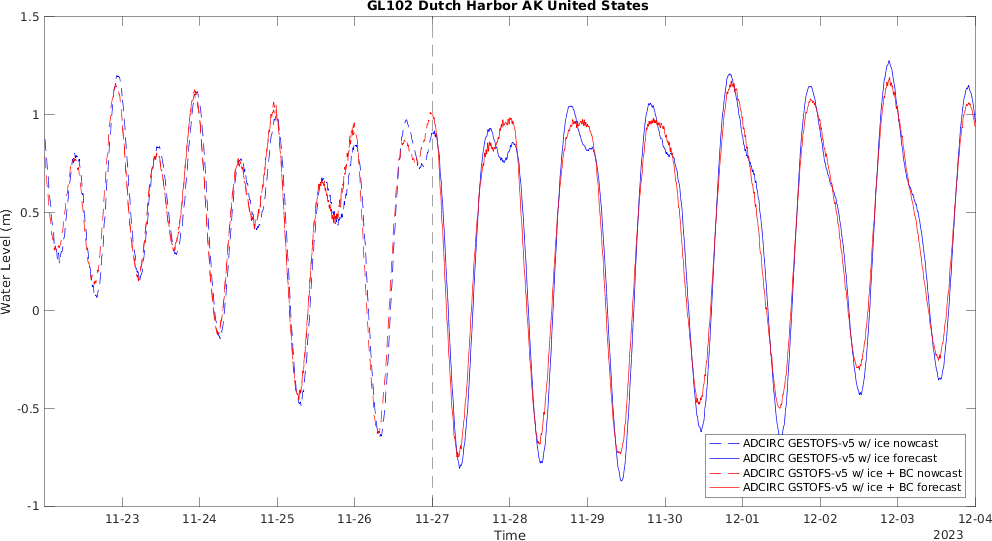 GL102 Dutch Harbor AK United States
1.5
1
0.5
0
-0.5
-1
Water Level (m)
ADCIRC GESTOFS-v5 w/ ice nowcast
ADCIRC GESTOFS-v5 w/ ice forecast
ADCIRC GSTOFS-v5 w/ ice + BC nowcast
ADCIRC GSTOFS-v5 w/ ice + BC forecast
11-23 11-24 11-25 11-26 11-27 11-28 11-29 11-30 12-01 12-02 12-03 12-04
Time
2023